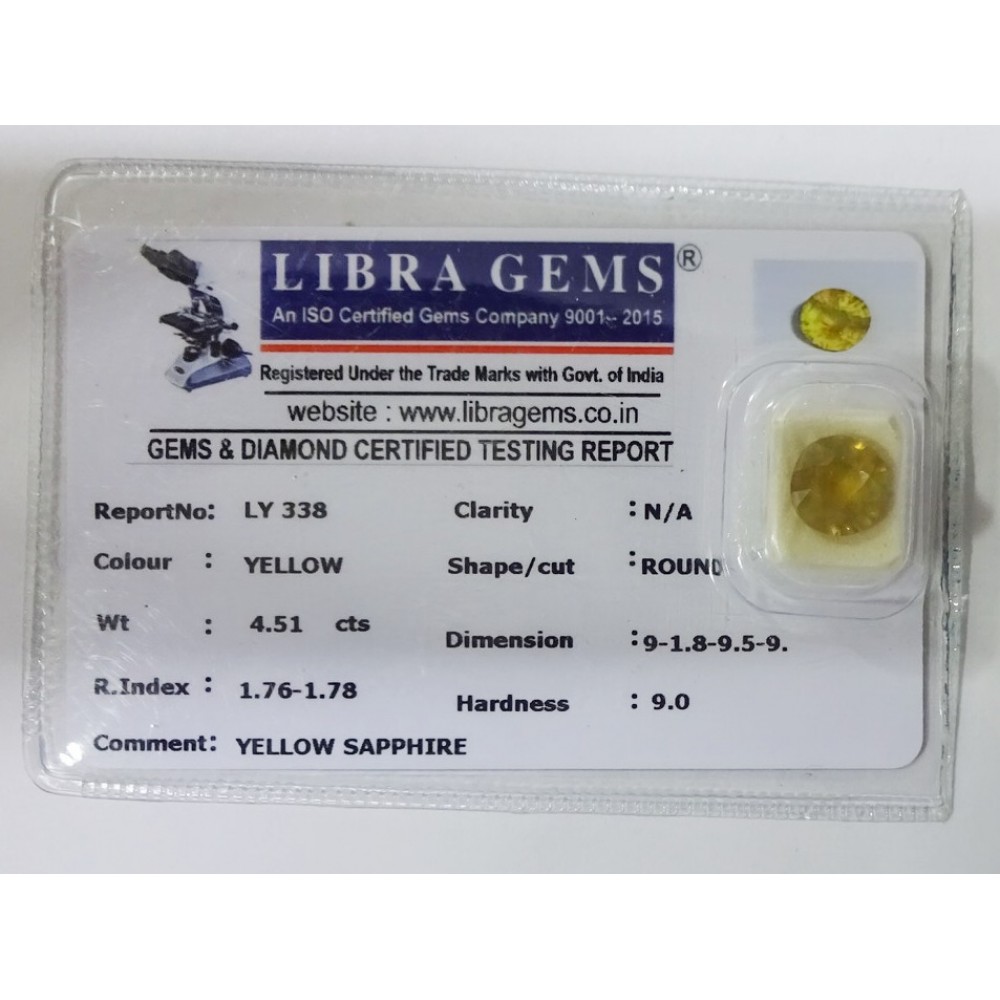 LIBRA GEMS ®
An ISO Certified Gems Company 9001-- 2015
Registered Under the Trade Marks with Govt. of India
website : www.libragems.co.in
GEMS & DIAMOND CERTIFIED TESTING REPORT
ReportNo: LY 338 Clarity : N/A
Colour : YELLOW Shape/cut : ROUND
Wt : 4.51 cts Dimension : 9-1.8-9.5-9.
R.Index : 1.76-1.78 Hardness : 9.0
Comment: YELLOW SAPPHIRE